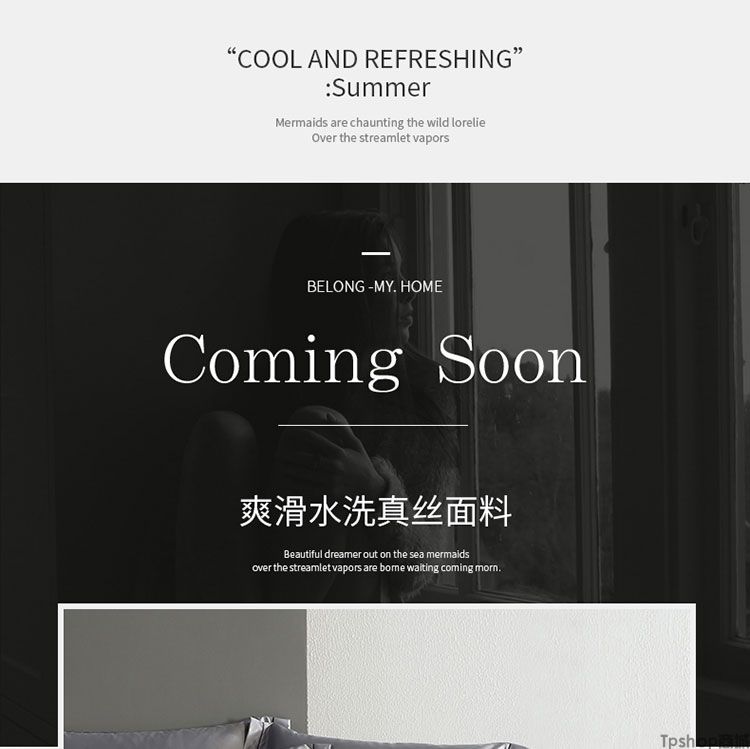 “COOL AND REFRESHING”
:Summer
Mermaids are chaunting the wild lorelie
Over the streamlet vapors
BELONG -MY. HOME
Coming Soon
爽滑水洗真丝面料
Beautiful dreamer out on the sea mermaids
over the streamlet vapors are borne waiting coming morn.
Tpshop商城